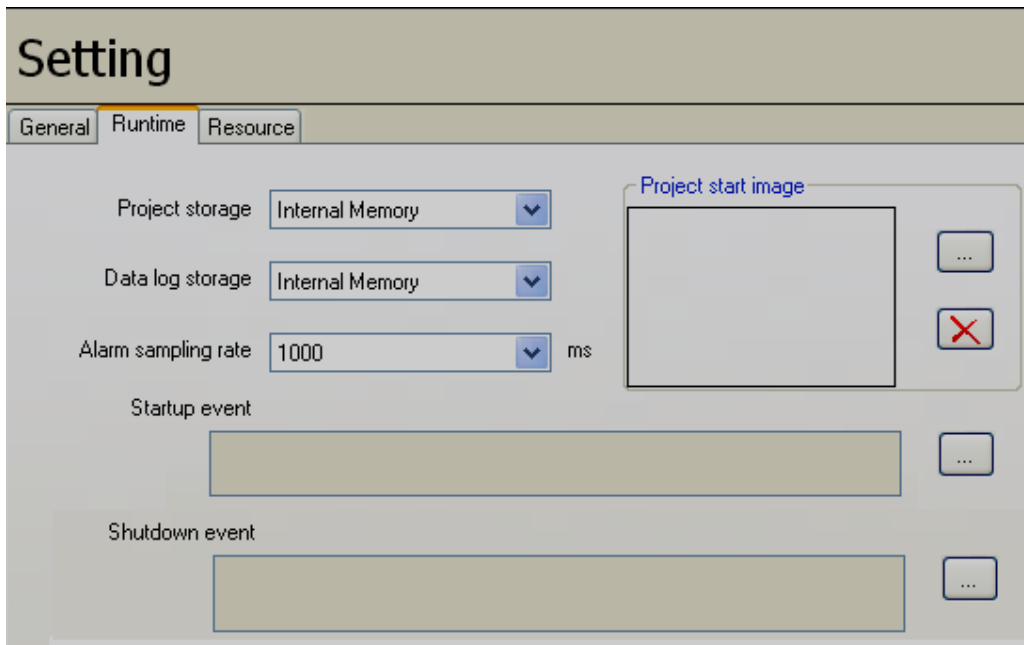 Setting
General Runtime Resource
Project storage Internal Memory
Project start image
...
Data log storage Internal Memory
Alarm sampling rate 1000 ms
Startup event
...
Shutdown event
...